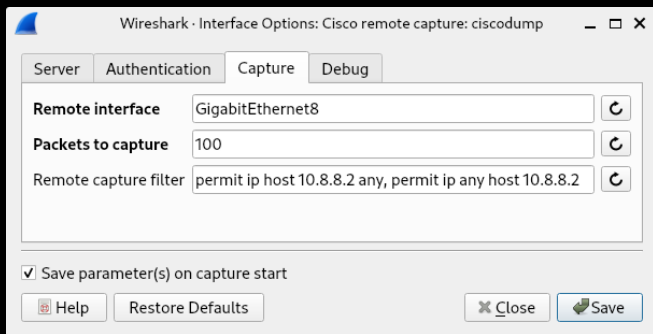 Wireshark · Interface Options: Cisco remote capture: ciscodump
Server Authentication Capture Debug
Remote interface GigabitEthernet8
Packets to capture 100
Remote capture filter permit ip host 10.8.8.2 any, permit ip any host 10.8.8.2
Save parameter(s) on capture start
Help Restore Defaults Close Save